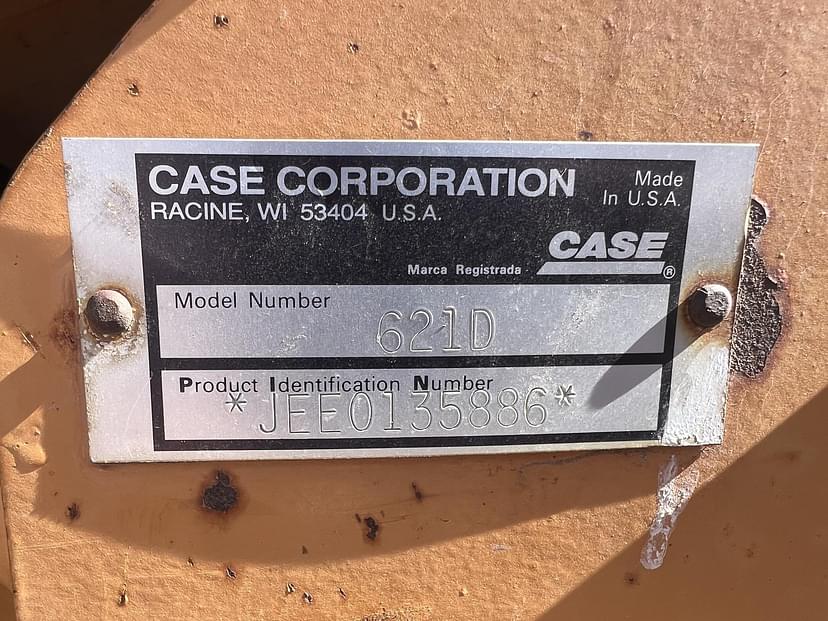 CASE CORPORATION
RACINE, WI 53404 U.S.A.
Made
In U.S.A.
CASE
Marca Registrada ®
Model Number
621D
Product Identification Number
*JEE0135886*